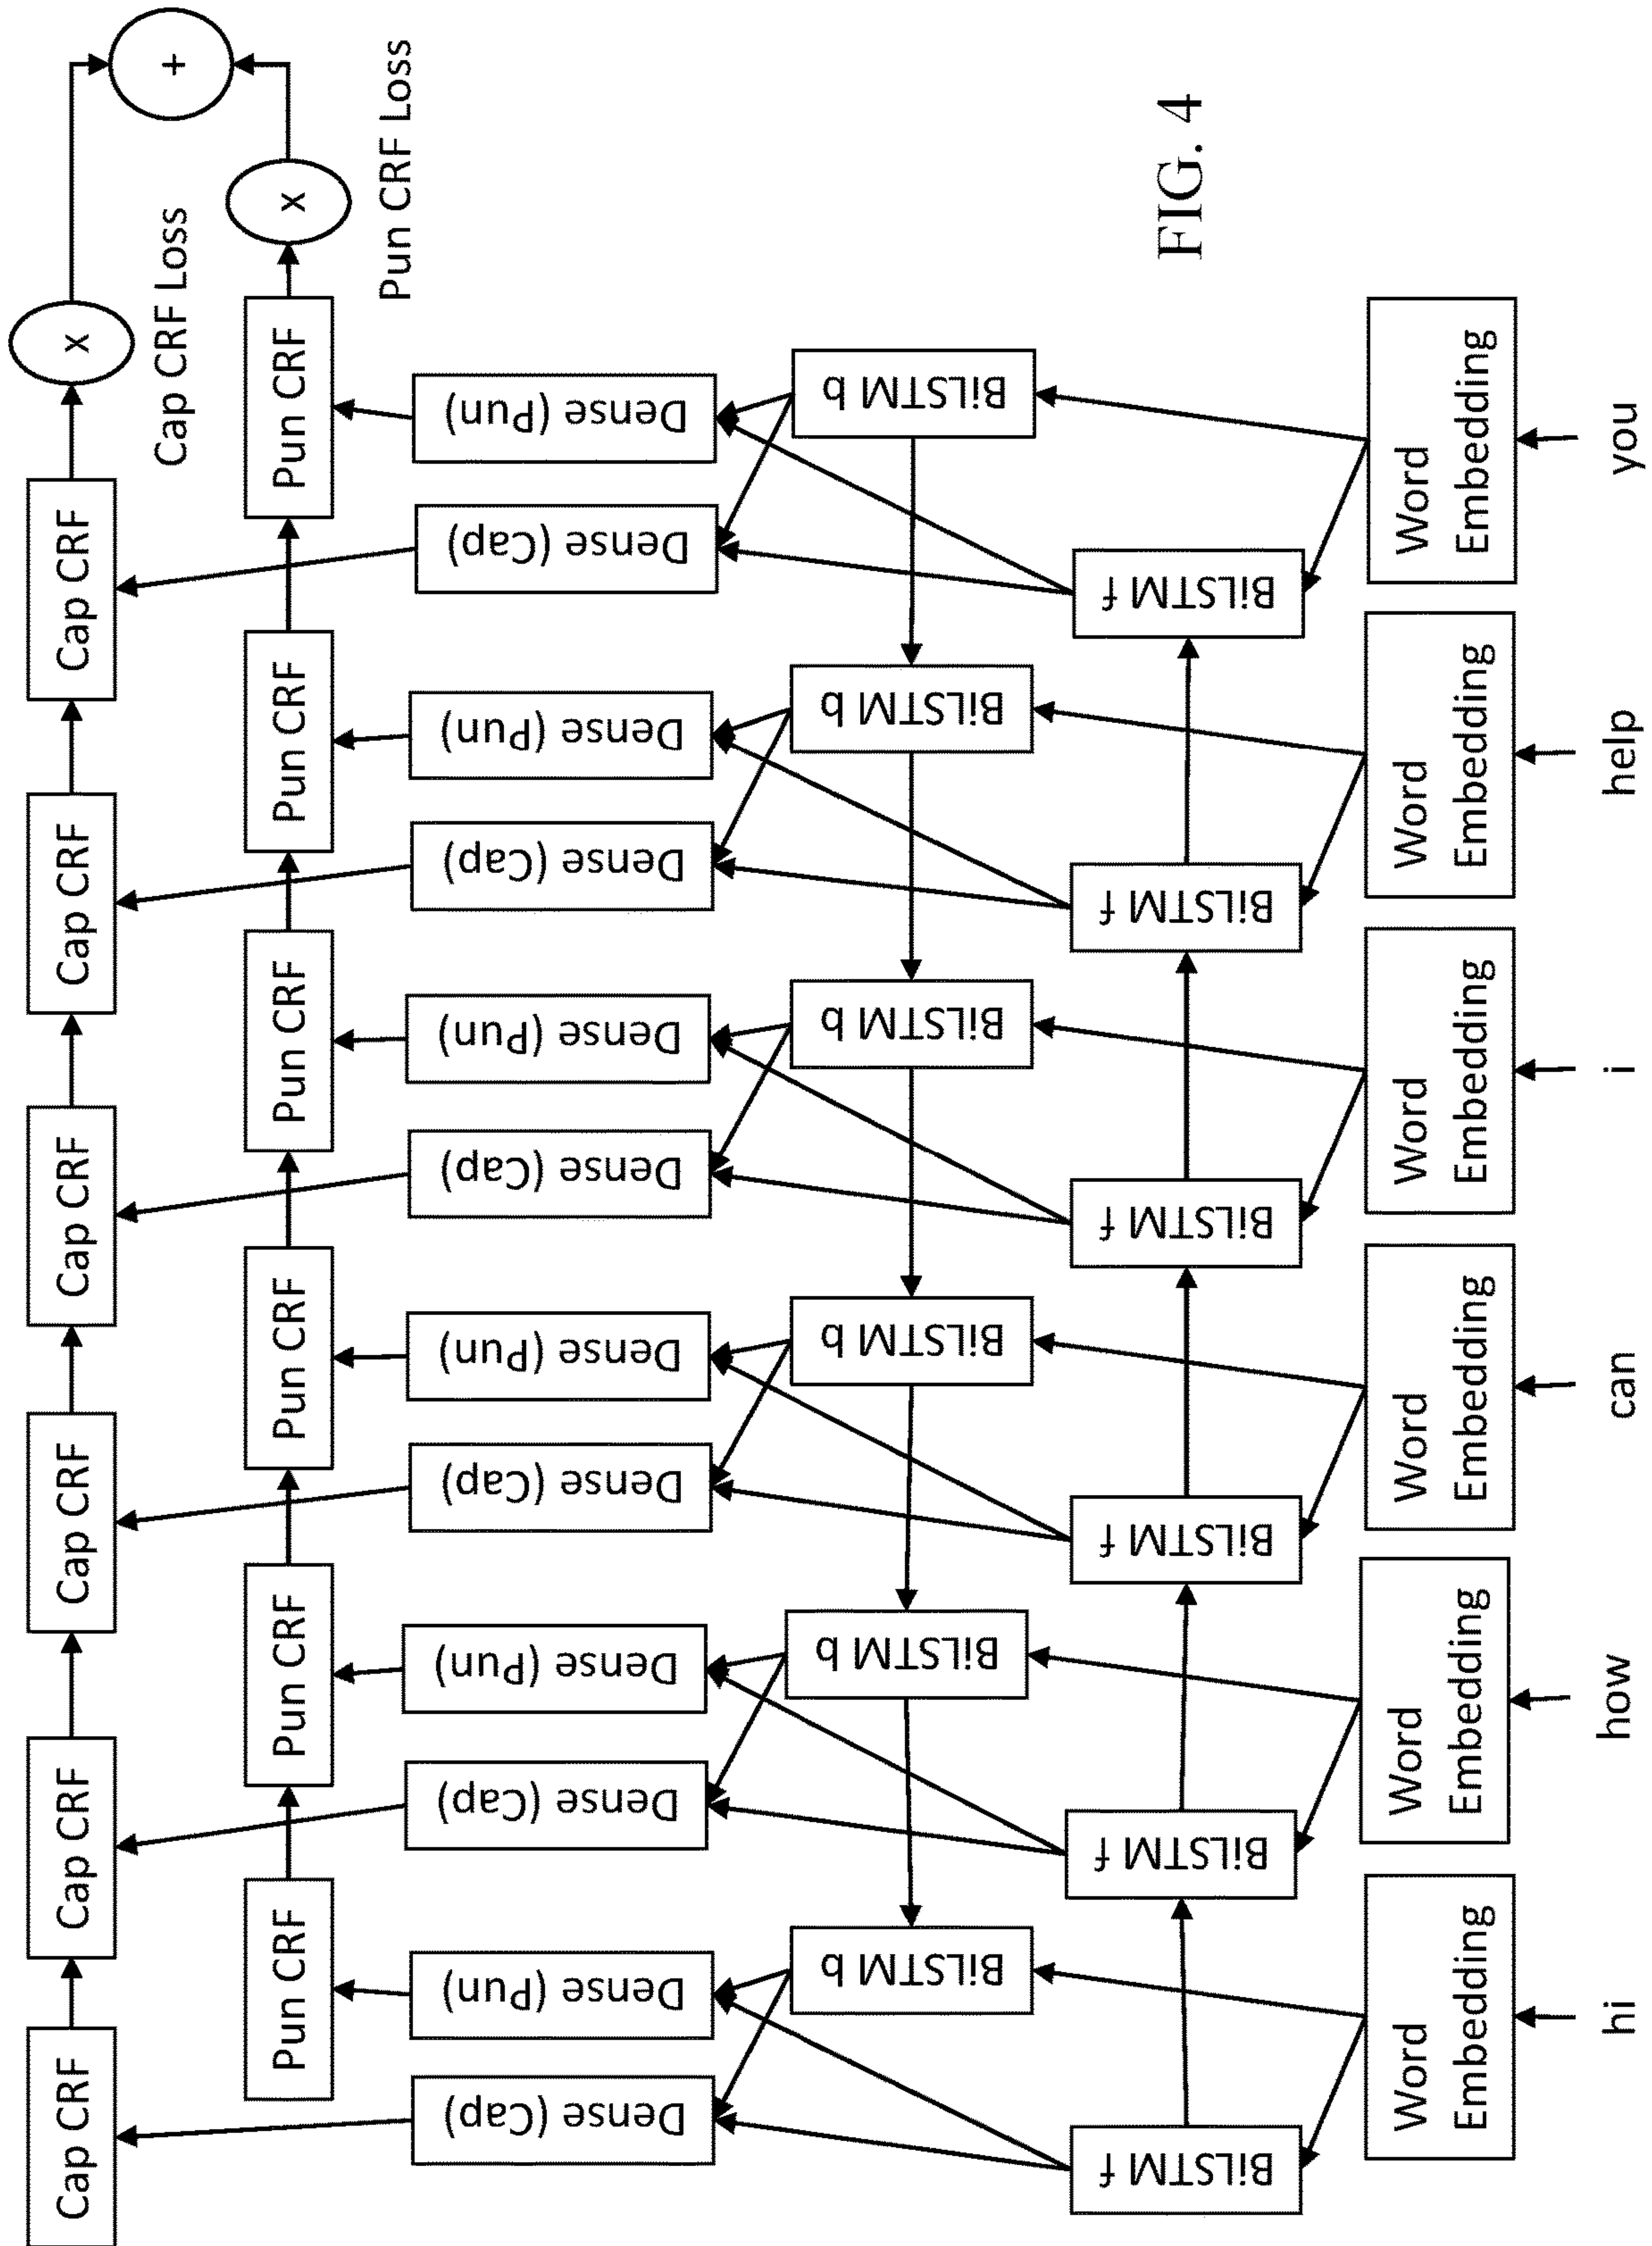 Cap CRF
Cap CRF
Cap CRF
Cap CRF
Cap CRF
Cap CRF
x
+
Cap CRF Loss
Pun CRF
Pun CRF
Pun CRF
Pun CRF
Pun CRF
Pun CRF
x
Pun CRF Loss
Dense (Cap)
Dense (Pun)
Dense (Cap)
Dense (Pun)
Dense (Cap)
Dense (Pun)
Dense (Cap)
Dense (Pun)
Dense (Cap)
Dense (Pun)
Dense (Cap)
Dense (Pun)
BiLSTM b
BiLSTM b
BiLSTM b
BiLSTM b
BiLSTM b
BiLSTM b
BiLSTM f
BiLSTM f
BiLSTM f
BiLSTM f
BiLSTM f
BiLSTM f
FIG. 4
Word
Embedding
Word
Embedding
Word
Embedding
Word
Embedding
Word
Embedding
Word
Embedding
hi
how
can
i
help
you